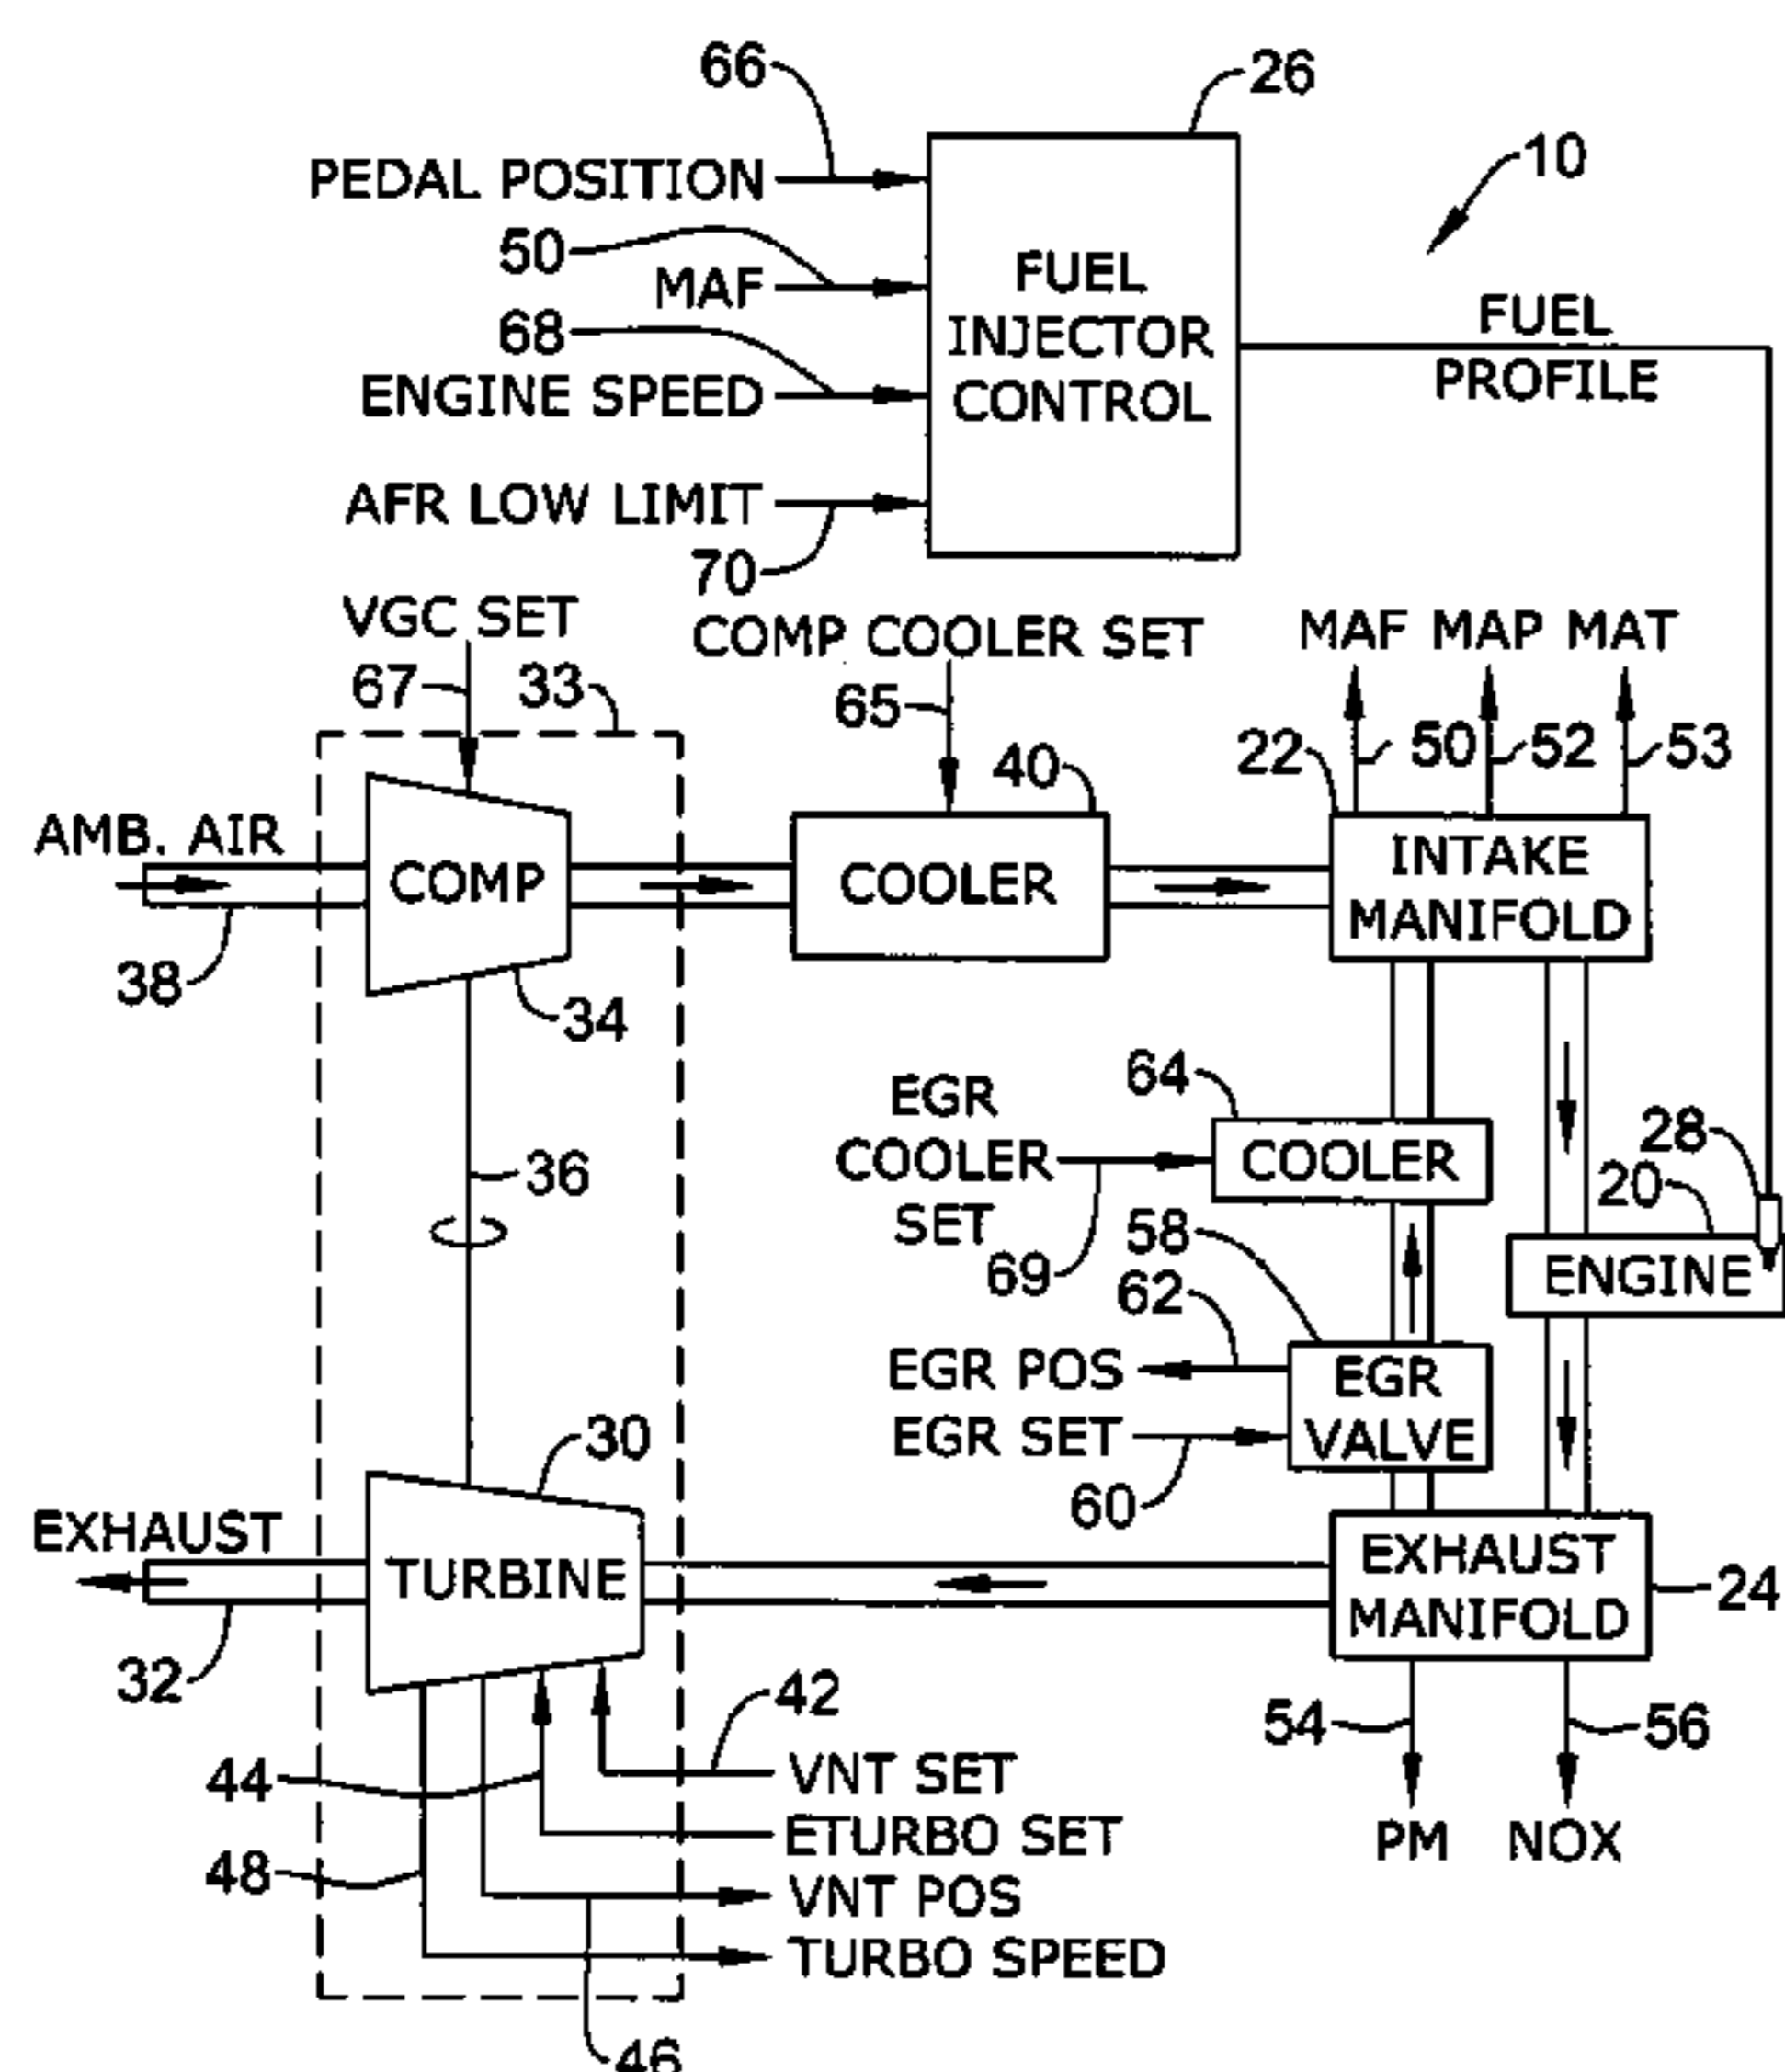 66
26
10
PEDAL POSITION
50
MAF
68
ENGINE SPEED
AFR LOW LIMIT
70
FUEL
INJECTOR
CONTROL
FUEL
PROFILE
VGC SET
67
33
COMP COOLER SET
65
40
MAF MAP MAT
22
50
52
53
AMB. AIR
COMP
COOLER
INTAKE
MANIFOLD
38
34
36
EGR
COOLER
SET
69
64
COOLER
28
20
ENGINE
58
62
EGR POS
EGR SET
60
EGR
VALVE
30
EXHAUST
TURBINE
32
EXHAUST
MANIFOLD
24
54
56
PM
NOX
42
44
48
VNT SET
ETURBO SET
VNT POS
TURBO SPEED
46